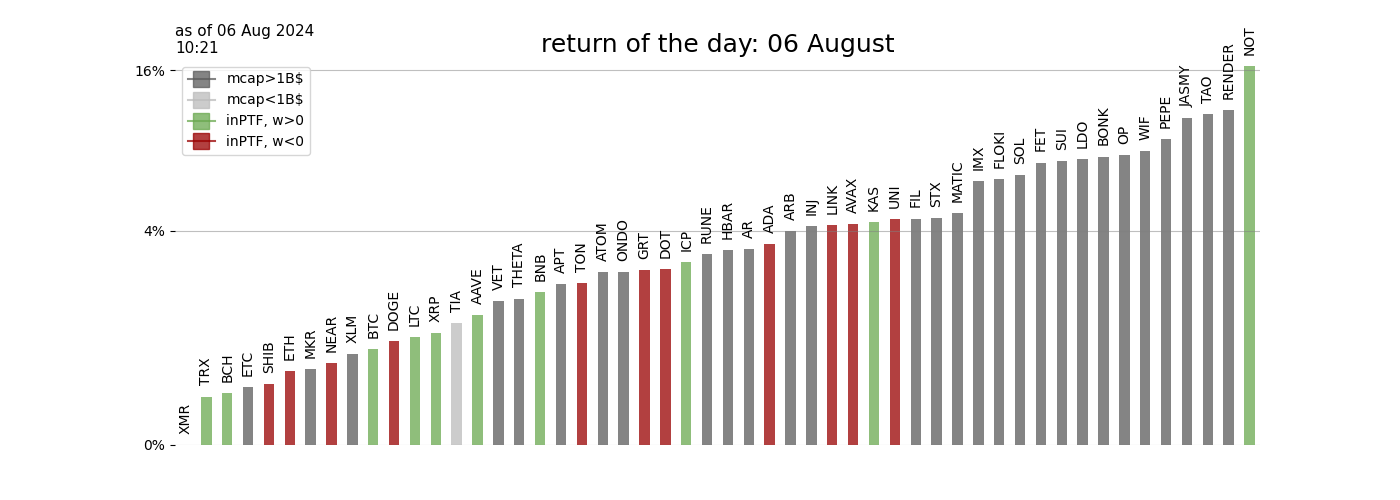 as of 06 Aug 2024
10:21
return of the day: 06 August
16%
4%
0%
mcap>1B$
mcap<1B$
inPTF, w>0
inPTF, w<0
XMR
TRX
BCH
ETC
SHIB
ETH
MKR
NEAR
XLM
BTC
DOGE
LTC
XRP
TIA
AAVE
VET
THETA
BNB
APT
TON
ATOM
ONDO
GRT
DOT
ICP
RUNE
HBAR
AR
ADA
ARB
INJ
LINK
AVAX
KAS
UNI
FIL
STX
MATIC
IMX
FLOKI
SOL
FET
SUI
LDO
BONK
OP
WIF
PEPE
JASMY
TAO
RENDER
NOT